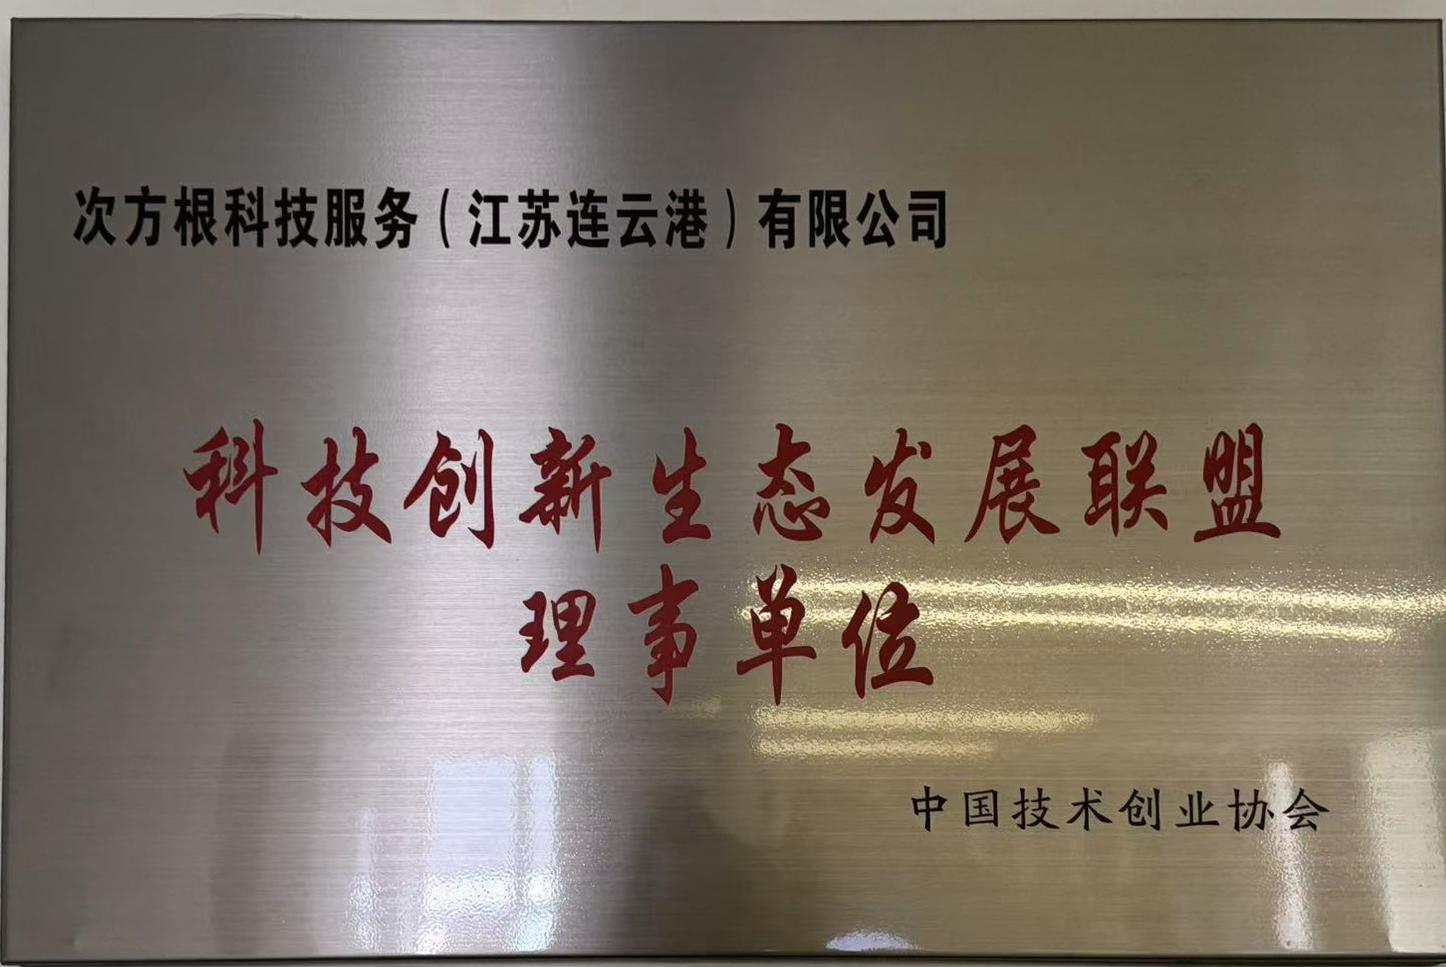 次方根科技服务（江苏连云港）有限公司
科技创新生态发展联盟
理事单位
中国技术创业协会